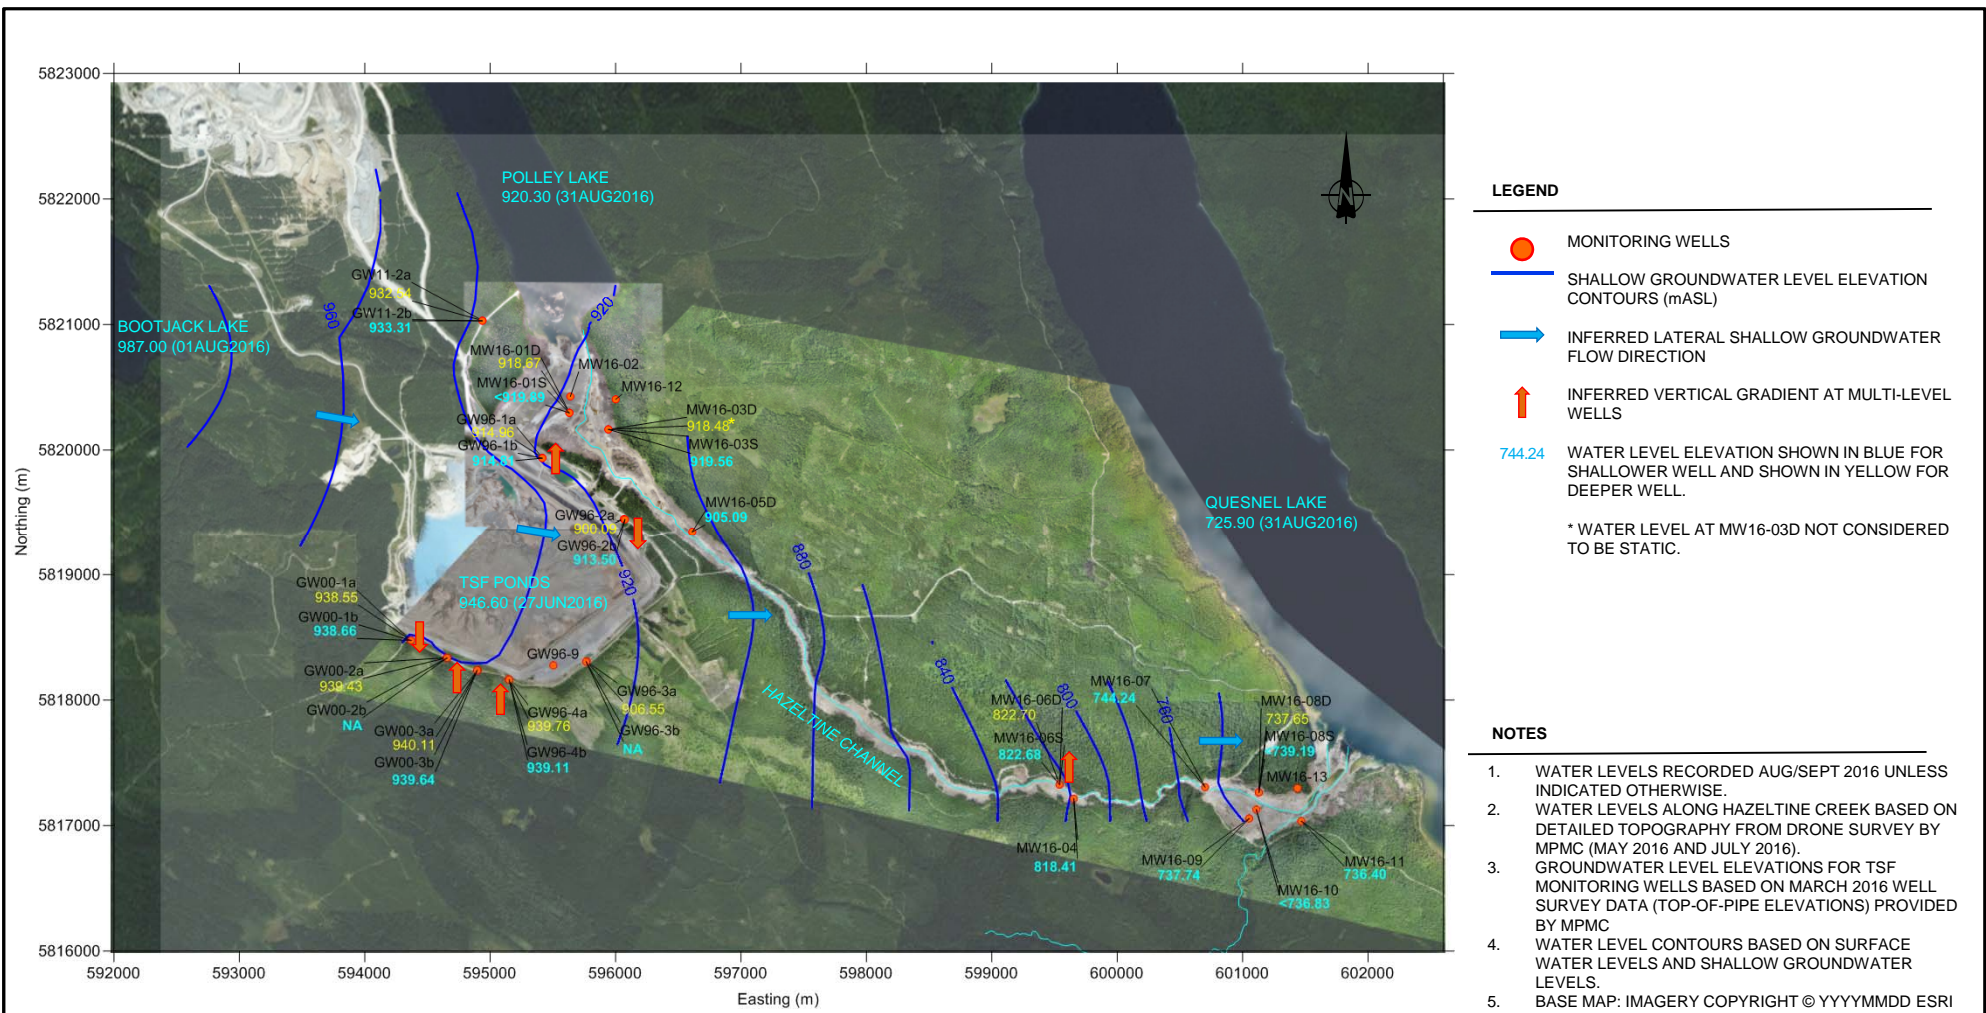 5823000
5822000
5821000
5820000
5819000
5818000
5817000
5816000
Northing (m)
592000
593000
594000
595000
596000
597000
598000
599000
600000
601000
602000
Easting (m)
POLLEY LAKE
920.30 (31AUG2016)
BOOTJACK LAKE
987.00 (01AUG2016)
QUESNEL LAKE
725.90 (31AUG2016)
TSF PONDS
946.60 (27JUN2016)
HAZELTINE CHANNEL
960
920
920
880
840
800
760
GW11-2a
932.54
GW11-2b
933.31
MW16-01D
918.67
MW16-01S
<919.89
MW16-02
MW16-12
GW96-1a
914.96
GW96-1b
MW16-03D
918.48*
MW16-03S
919.56
MW16-05D
905.09
GW96-2a
900.09
GW96-2b
913.50
GW00-1a
938.55
GW00-1b
938.66
GW00-2a
939.43
GW00-2b
NA
GW00-3a
940.11
GW00-3b
939.64
GW96-9
GW96-4a
939.76
GW96-4b
939.11
GW96-3a
906.55
GW96-3b
NA
MW16-06D
822.70
MW16-06S
822.68
MW16-04
818.41
MW16-07
744.24
MW16-08D
737.65
MW16-08S
<739.19
MW16-13
MW16-09
737.74
MW16-10
<736.83
MW16-11
736.40
N
LEGEND
MONITORING WELLS
SHALLOW GROUNDWATER LEVEL ELEVATION
CONTOURS (mASL)
INFERRED LATERAL SHALLOW GROUNDWATER
FLOW DIRECTION
INFERRED VERTICAL GRADIENT AT MULTI-LEVEL
WELLS
744.24
WATER LEVEL ELEVATION SHOWN IN BLUE FOR
SHALLOWER WELL AND SHOWN IN YELLOW FOR
DEEPER WELL.
* WATER LEVEL AT MW16-03D NOT CONSIDERED
TO BE STATIC.
NOTES
1. WATER LEVELS RECORDED AUG/SEPT 2016 UNLESS
INDICATED OTHERWISE.
2. WATER LEVELS ALONG HAZELTINE CREEK BASED ON
DETAILED TOPOGRAPHY FROM DRONE SURVEY BY
MPMC (MAY 2016 AND JULY 2016).
3. GROUNDWATER LEVEL ELEVATIONS FOR TSF
MONITORING WELLS BASED ON MARCH 2016 WELL
SURVEY DATA (TOP-OF-PIPE ELEVATIONS) PROVIDED
BY MPMC
4. WATER LEVEL CONTOURS BASED ON SURFACE
WATER LEVELS AND SHALLOW GROUNDWATER
LEVELS.
5. BASE MAP: IMAGERY COPYRIGHT © YYYYMMDD ESRI